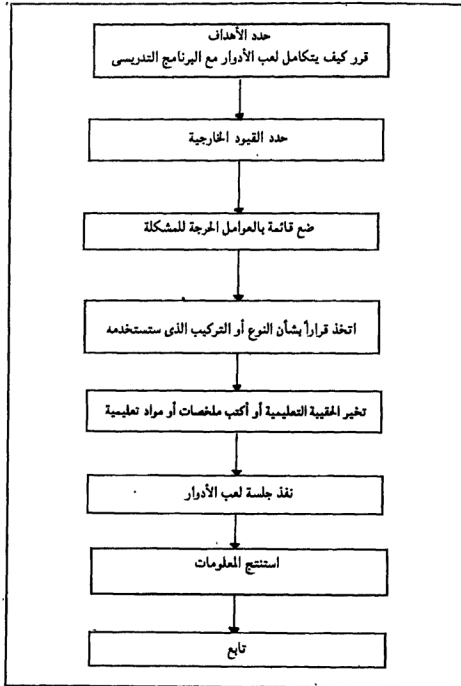 حدد الأهداف
قرر كيف يتكامل لعب الأدوار مع البرنامج التدريسى
حدد القيود الخارجية
ضع قائمة بالعوامل الحرجة للمشكلة
اتخذ قراراً بشأن النوع أو التركيب الذى ستستخدمه
تخير الحقيبة التعليمية أو أكتب ملخصات أو مواد تعليمية
نفذ جلسة لعب الأدوار
استنتج المعلومات
تابع